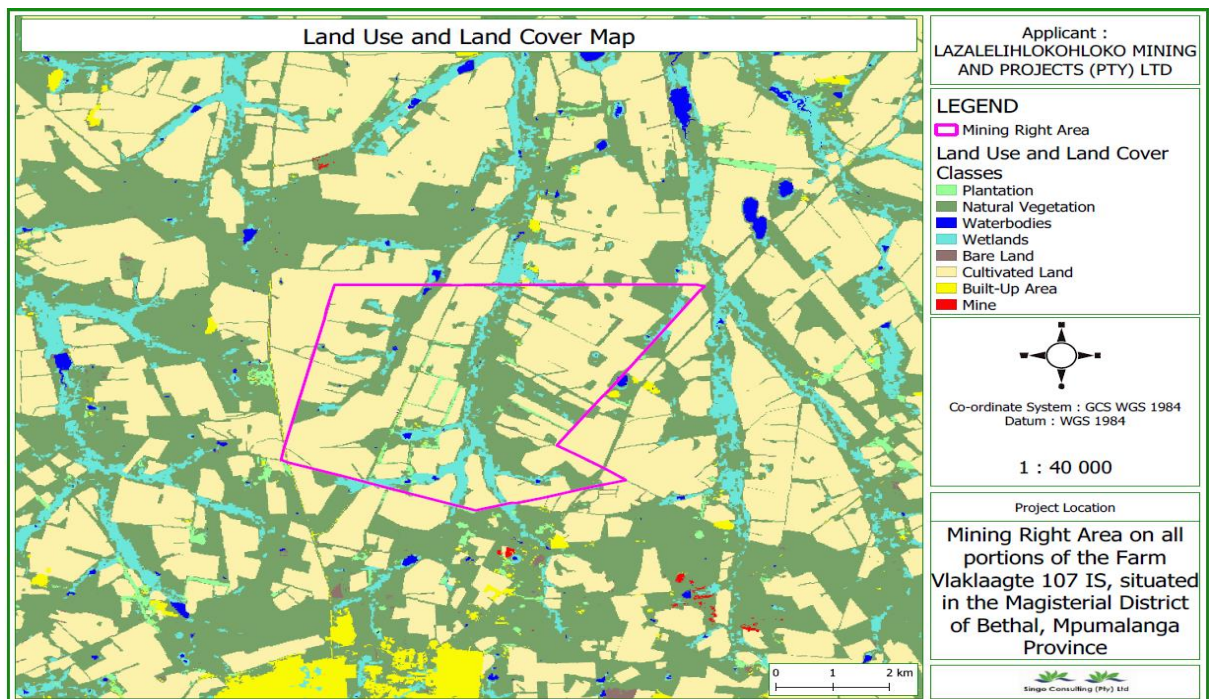 Land Use and Land Cover Map
Applicant :
LAZALELIHLOKOHLOKO MINING
AND PROJECTS (PTY) LTD
LEGEND
Mining Right Area
Land Use and Land Cover
Classes
Plantation
Natural Vegetation
Waterbodies
Wetlands
Bare Land
Cultivated Land
Built-Up Area
Mine
Co-ordinate System : GCS WGS 1984
Datum : WGS 1984
1 : 40 000
Project Location
Mining Right Area on all
portions of the Farm
Vlaklaagte 107 IS, situated
in the Magisterial District
of Bethal, Mpumalanga
Province
0 1 2 km
Singo Consulting (Pty) Ltd